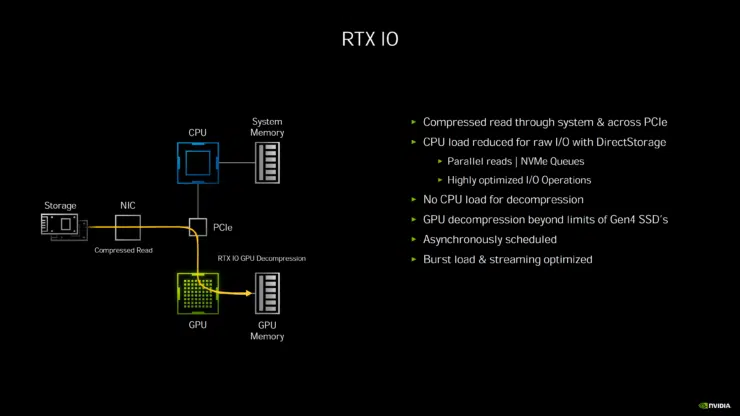 RTX IO
System
Memory
CPU
Storage
NIC
PCIe
Compressed Read
RTX IO GPU Decompression
GPU
GPU
Memory
Compressed read through system & across PCIe
CPU load reduced for raw I/O with DirectStorage
Parallel reads | NVMe Queues
Highly optimized I/O Operations
No CPU load for decompression
GPU decompression beyond limits of Gen4 SSD's
Asynchronously scheduled
Burst load & streaming optimized
NVIDIA